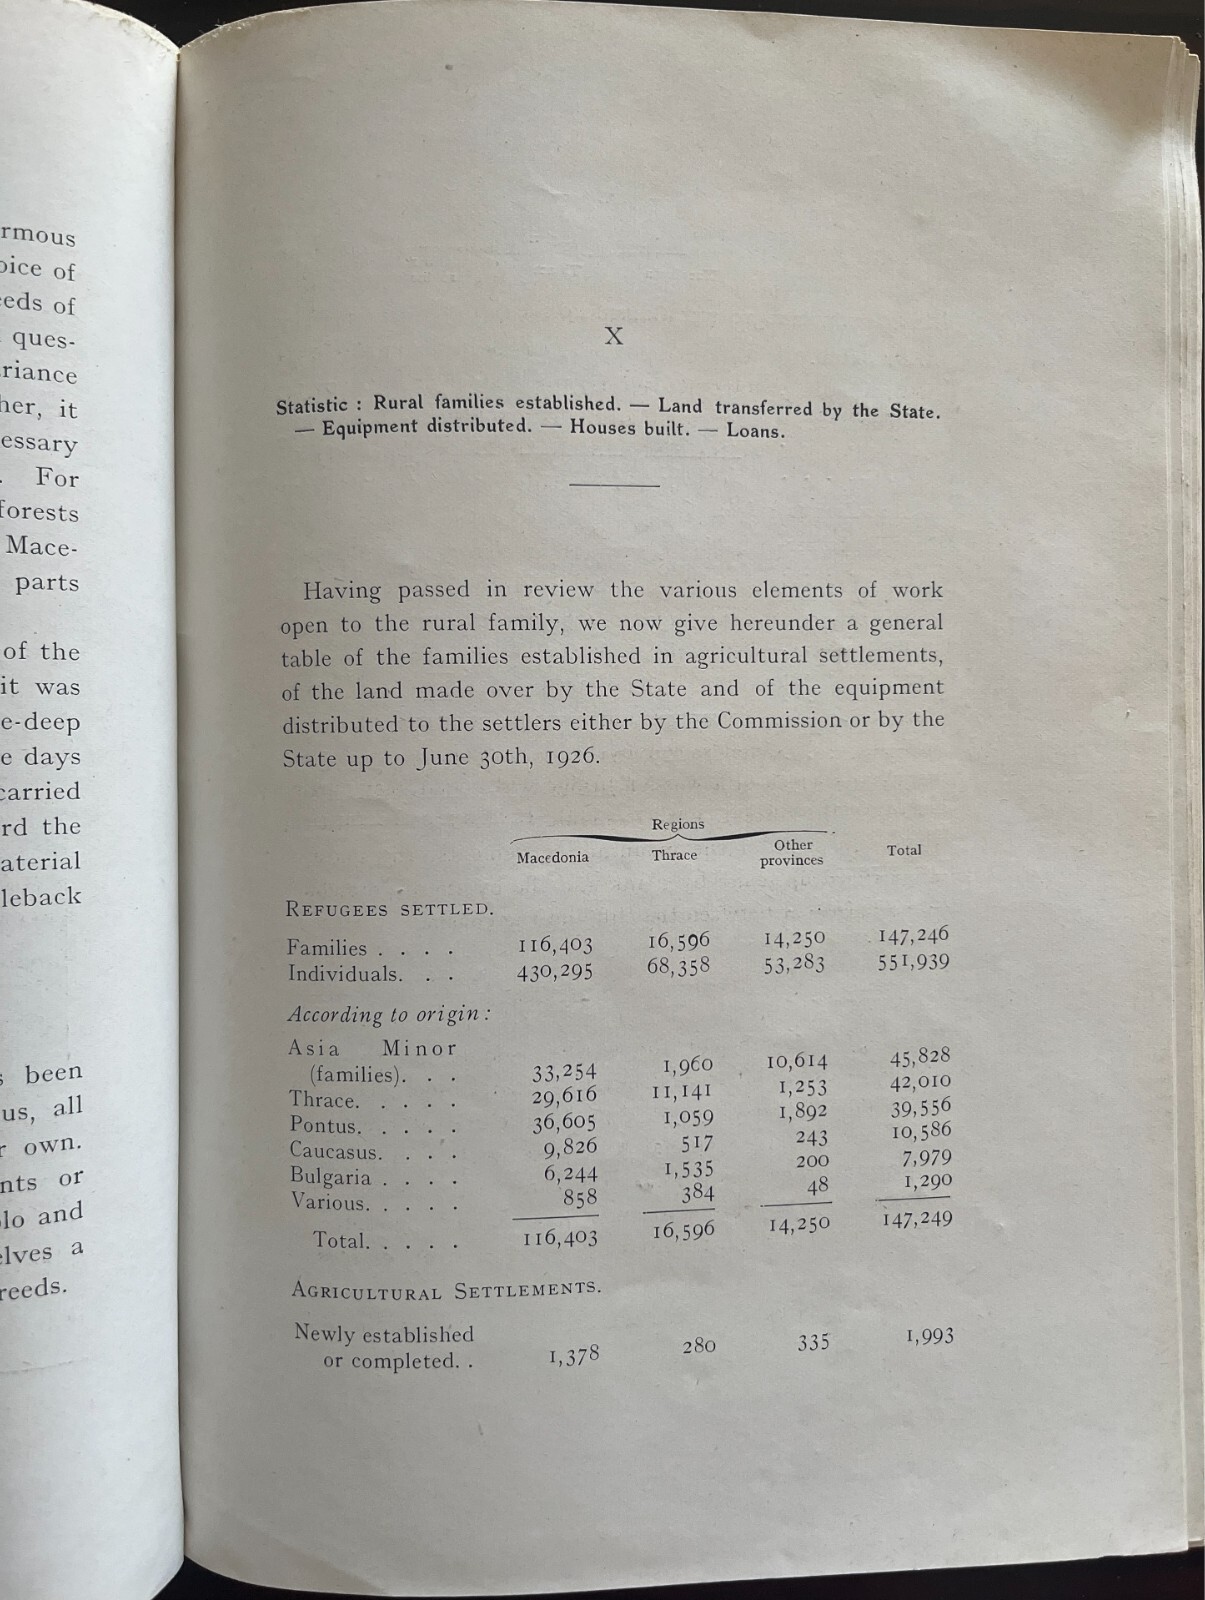 rmous
oice of
eeds of
ques-
riance
her, it
essary
. For
forests
Mace-
parts
of the
it was
e-deep
e days
carried
rd the
aterial
leback
s been
us, all
r own.
nts or
lo and
elves a
reeds.
X
Statistic : Rural families established. — Land transferred by the State.
— Equipment distributed. — Houses built. — Loans.
Having passed in review the various elements of work
open to the rural family, we now give hereunder a general
table of the families established in agricultural settlements,
of the land made over by the State and of the equipment
distributed to the settlers either by the Commission or by the
State up to June 30th, 1926.
Regions
Macedonia Thrace Other provinces Total
REFUGEES SETTLED.
Families . . . . 116,403 16,596 14,250 147,246
Individuals. . . 430,295 68,358 53,283 551,939
According to origin :
Asia Minor
(families). . . 33,254 1,960 10,614 45,828
Thrace. . . . . 29,616 11,141 1,253 42,010
Pontus. . . . . 36,605 1,059 1,892 39,556
Caucasus. . . . 9,826 517 243 10,586
Bulgaria . . . . 6,244 1,535 200 7,979
Various. . . . . 858 384 48 1,290
Total. . . . . 116,403 16,596 14,250 147,249
AGRICULTURAL SETTLEMENTS.
Newly established
or completed. . 1,378 280 335 1,993